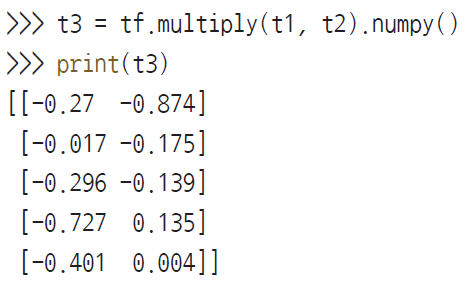 >>> t3 = tf.multiply(t1, t2).numpy()
>>> print(t3)
[[-0.27  -0.874]
 [-0.017 -0.175]
 [-0.296 -0.139]
 [-0.727  0.135]
 [-0.401  0.004]]